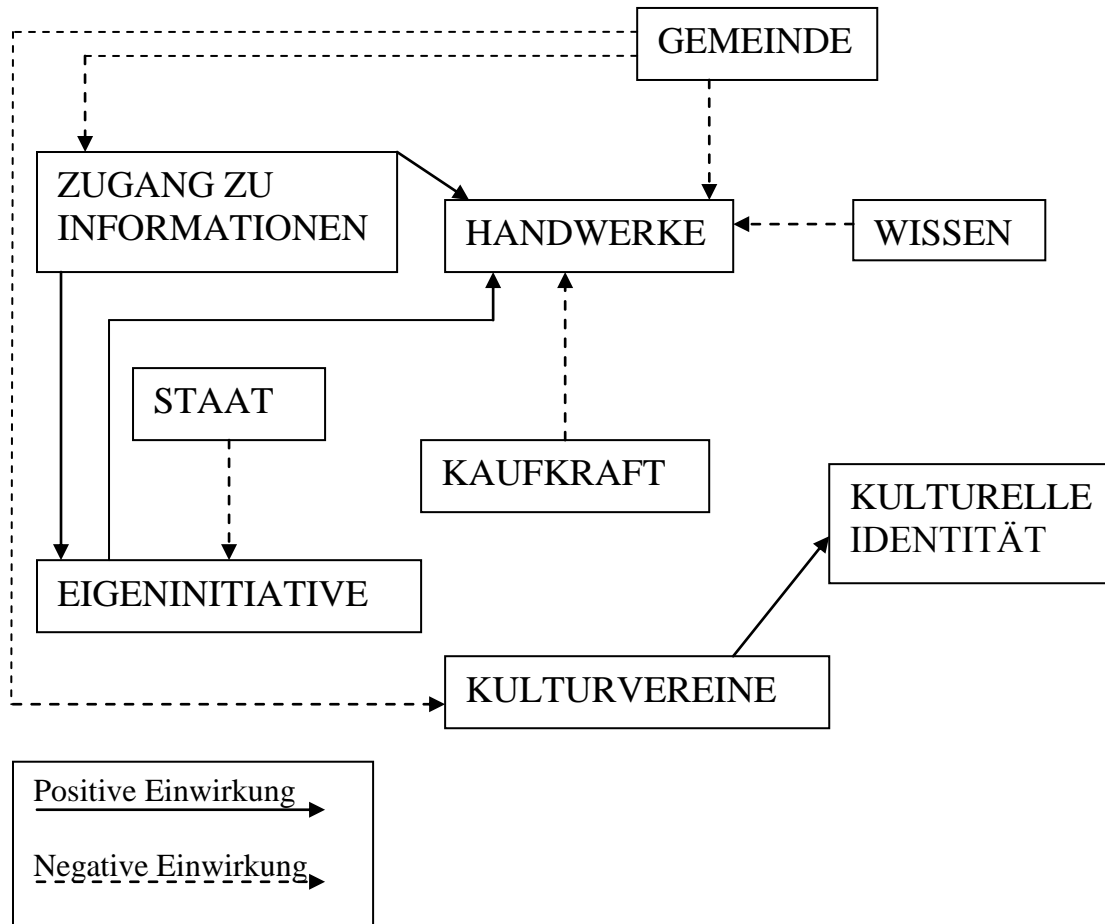 GEMEINDE
ZUGANG ZU
INFORMATIONEN
HANDWERKE
WISSEN
STAAT
KAUFKRAFT
KULTURELLE
IDENTITÄT
EIGENINITIATIVE
KULTURVEREINE
Positive Einwirkung
Negative Einwirkung